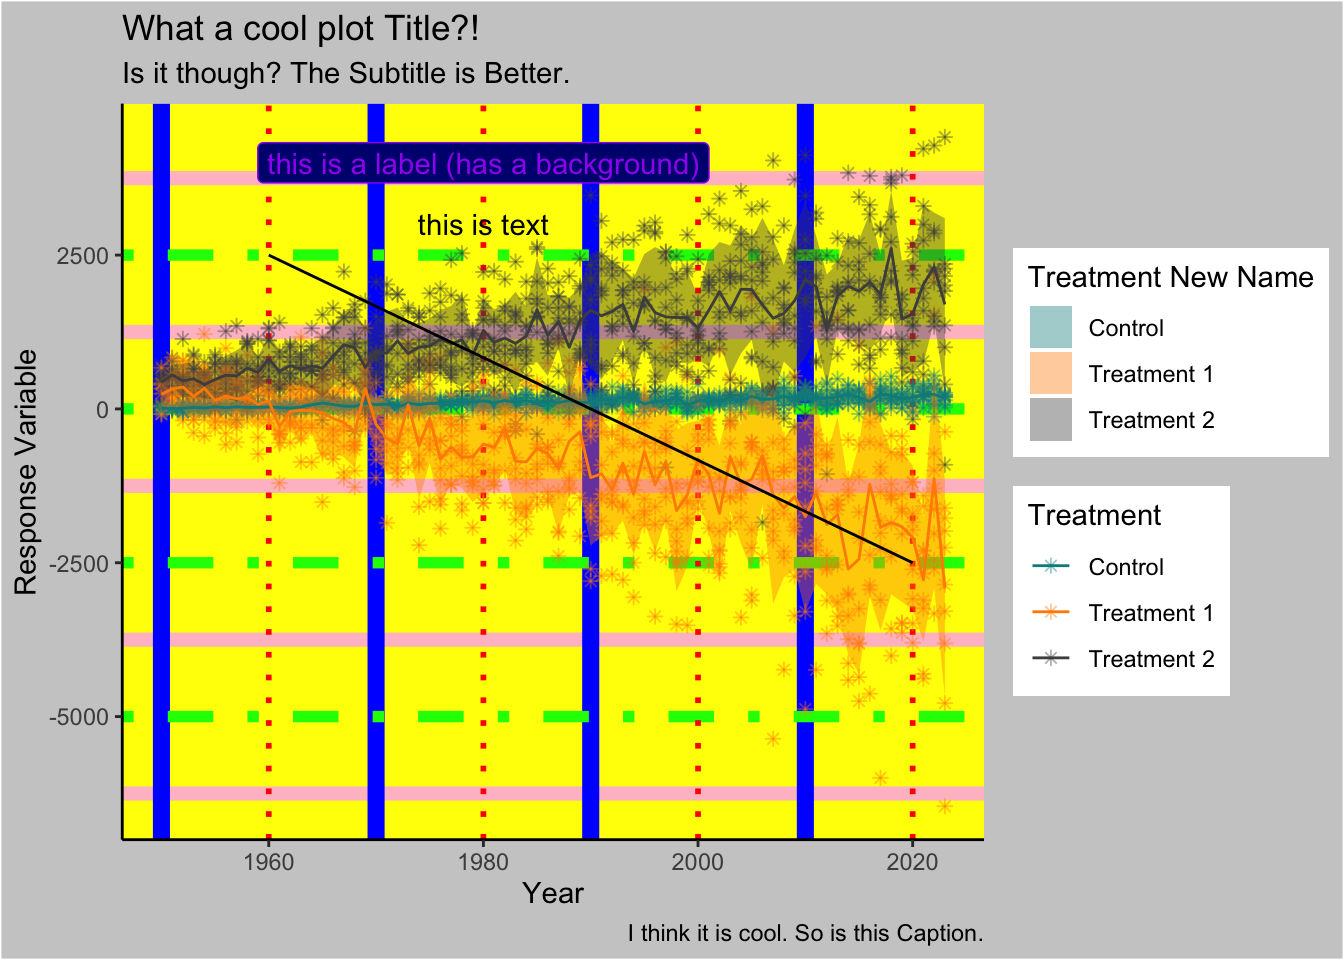 What a cool plot Title?!
Is it though? The Subtitle is Better.
this is a label (has a background)
this is text
Response Variable
2500
0
-2500
-5000
1960 1980 2000 2020
Year
I think it is cool. So is this Caption.
Treatment New Name
Control
Treatment 1
Treatment 2
Treatment
Control
Treatment 1
Treatment 2